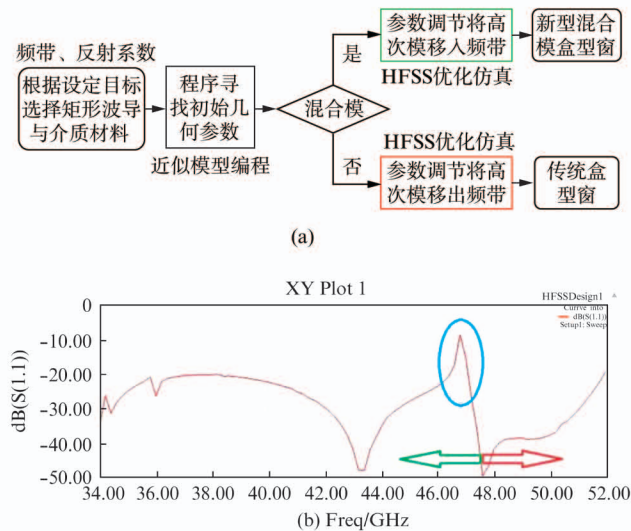 频带、反射系数
根据设定目标
选择矩形波导
与介质材料
程序寻
找初始几
何参数
近似模型编程
混合模
是
参数调节将高
次模移入频带
HFSS优化仿真
新型混合
模盒型窗
否
HFSS优化仿真
参数调节将高
次模移出频带
传统盒
型窗
(a)
XY Plot 1
HFSSDesign1
Curve into
dB(S(1.1))
Setup1: Sweep
dB(S(1.1))
0
-10.00
-20.00
-30.00
-40.00
-50.00
34.00 36.00 38.00 40.00 42.00 44.00 46.00 48.00 50.00 52.00
(b) Freq/GHz